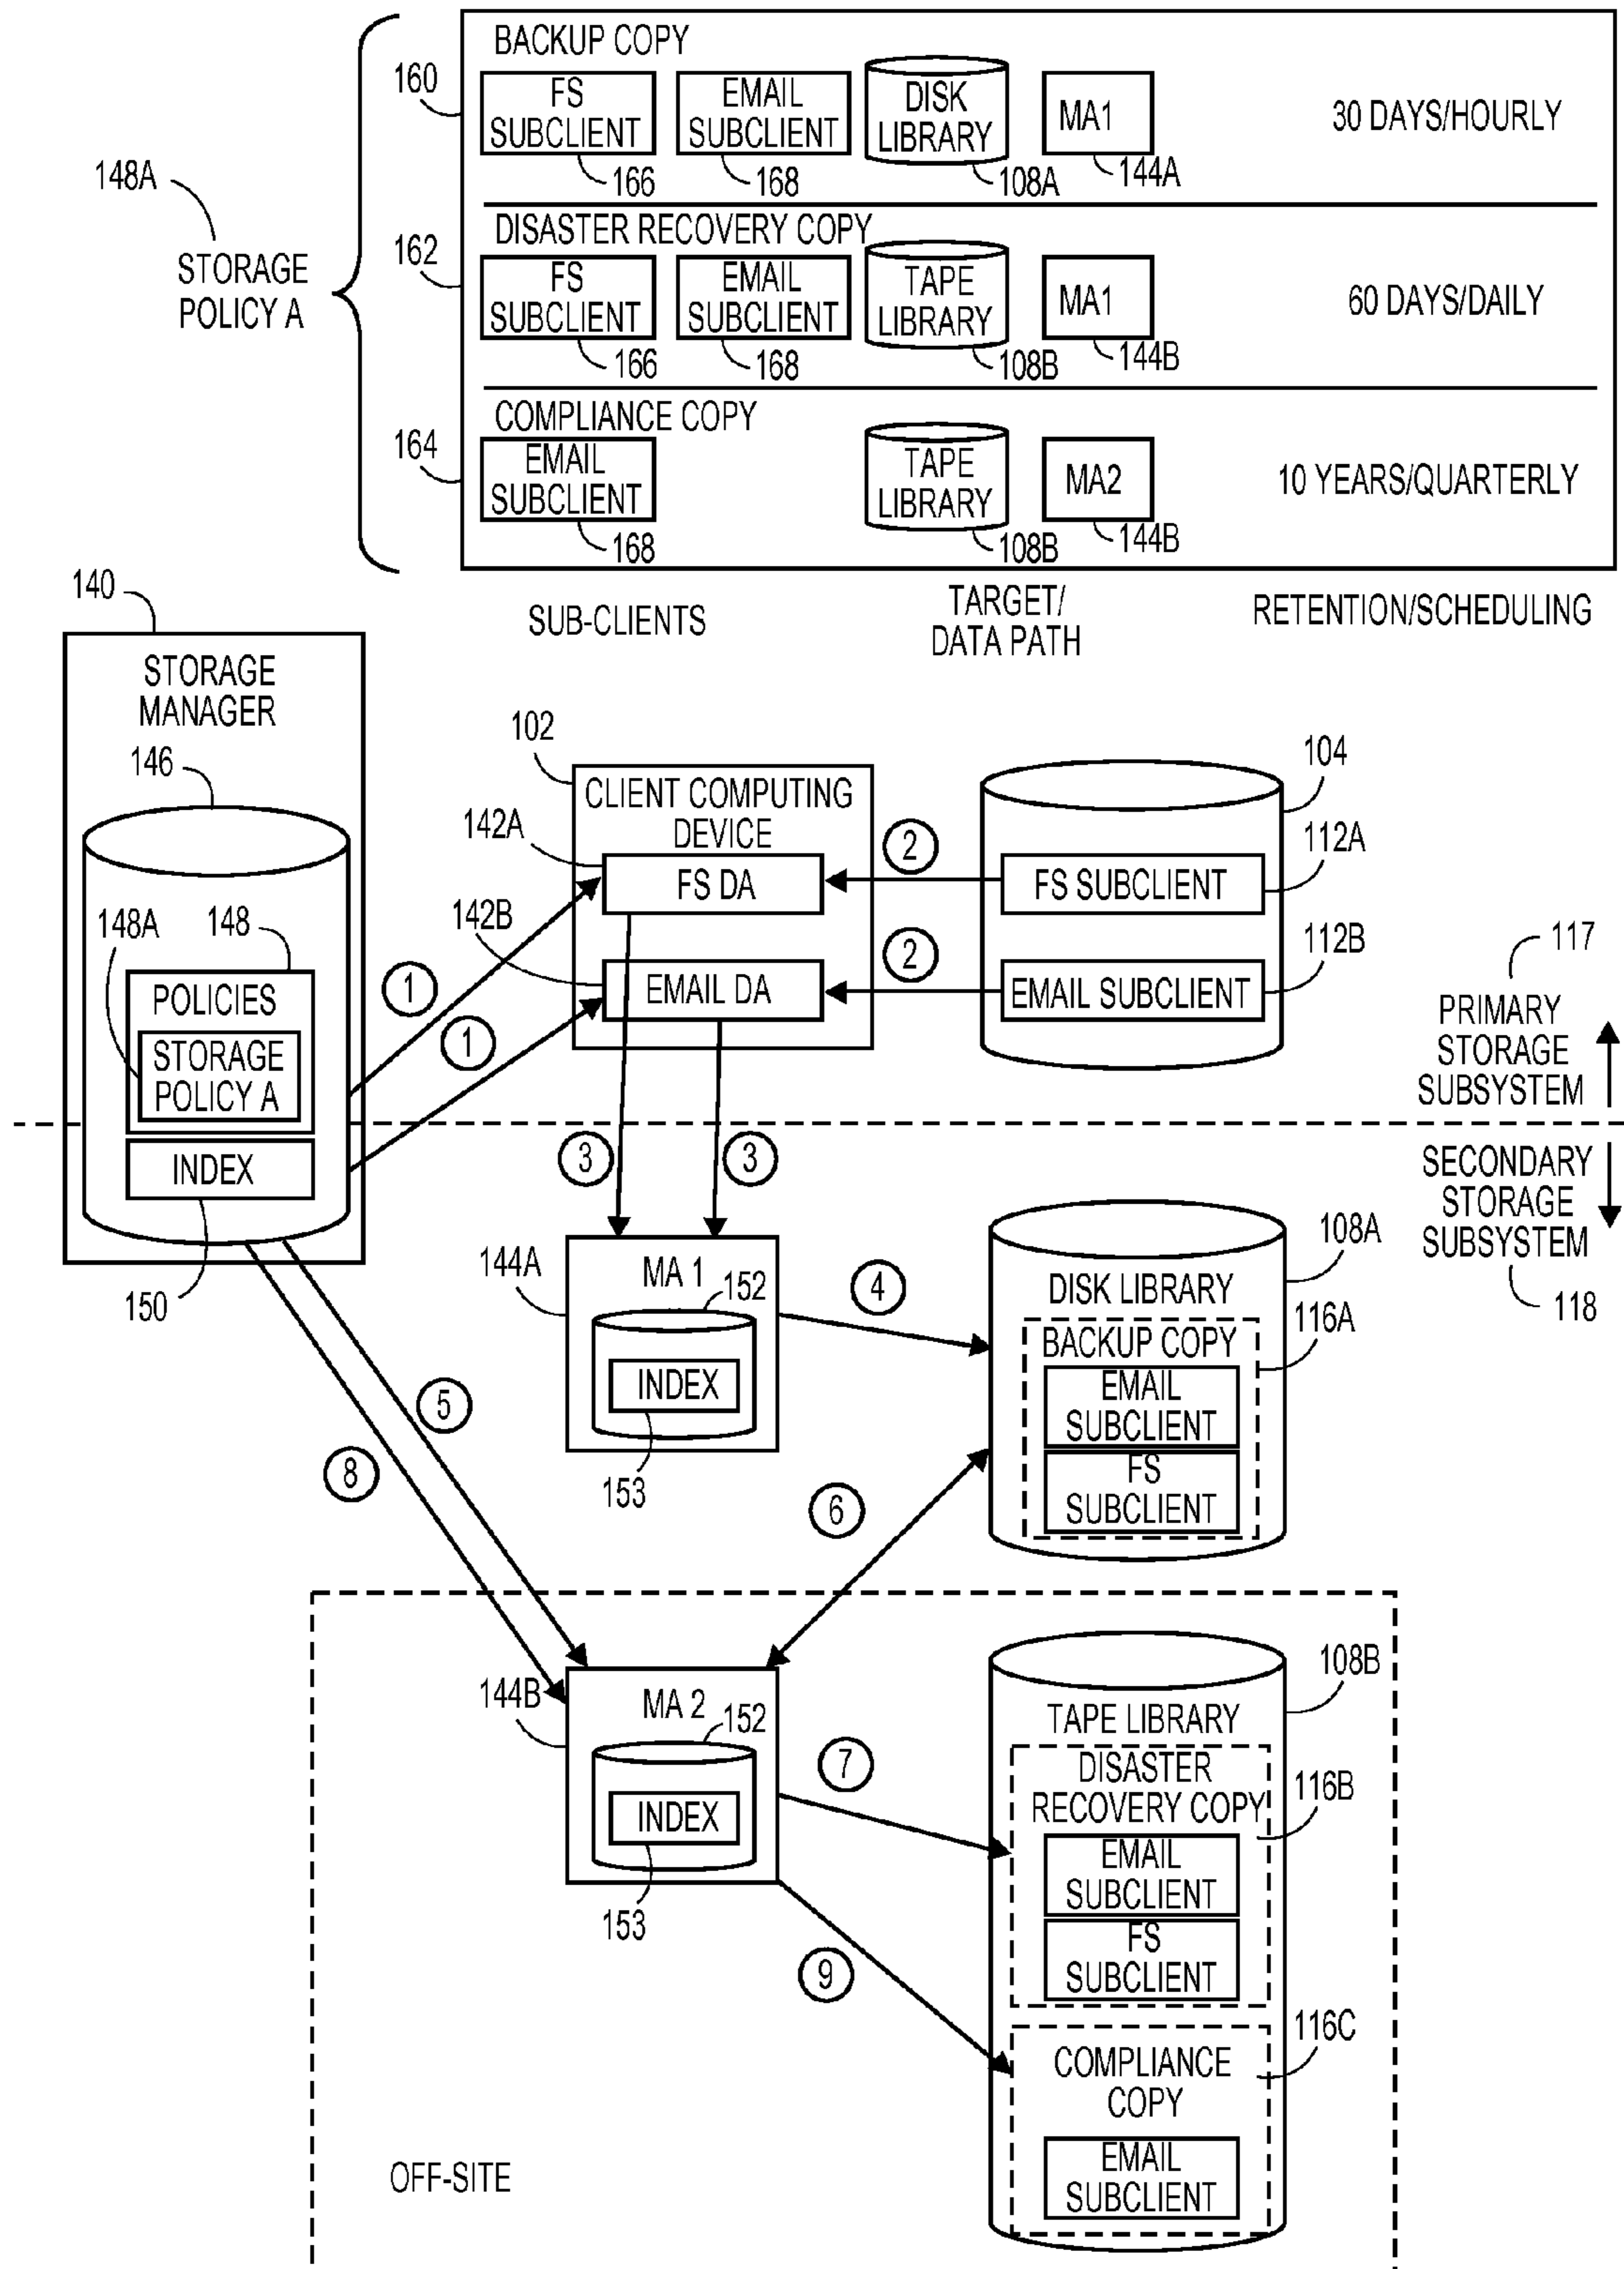 BACKUP COPY
160
FS
SUBCLIENT
166
EMAIL
SUBCLIENT
168
DISK
LIBRARY
108A
MA1
144A
30 DAYS/HOURLY
148A
STORAGE
POLICY A
DISASTER RECOVERY COPY
162
FS
SUBCLIENT
166
EMAIL
SUBCLIENT
168
TAPE
LIBRARY
108B
MA1
144B
60 DAYS/DAILY
COMPLIANCE COPY
164
EMAIL
SUBCLIENT
168
TAPE
LIBRARY
108B
MA2
144B
10 YEARS/QUARTERLY
SUB-CLIENTS
TARGET/
DATA PATH
RETENTION/SCHEDULING
140
STORAGE
MANAGER
146
148A
148
POLICIES
STORAGE
POLICY A
INDEX
150
1
1
102
CLIENT COMPUTING
DEVICE
142A
FS DA
142B
EMAIL DA
2
2
104
FS SUBCLIENT
112A
EMAIL SUBCLIENT
112B
117
PRIMARY
STORAGE
SUBSYSTEM
SECONDARY
STORAGE
SUBSYSTEM
118
3
3
144A
MA 1
152
INDEX
153
4
108A
DISK LIBRARY
BACKUP COPY
116A
EMAIL
SUBCLIENT
FS
SUBCLIENT
5
8
6
144B
MA 2
152
INDEX
153
7
9
108B
TAPE LIBRARY
DISASTER
RECOVERY COPY
116B
EMAIL
SUBCLIENT
FS
SUBCLIENT
116C
COMPLIANCE
COPY
EMAIL
SUBCLIENT
OFF-SITE